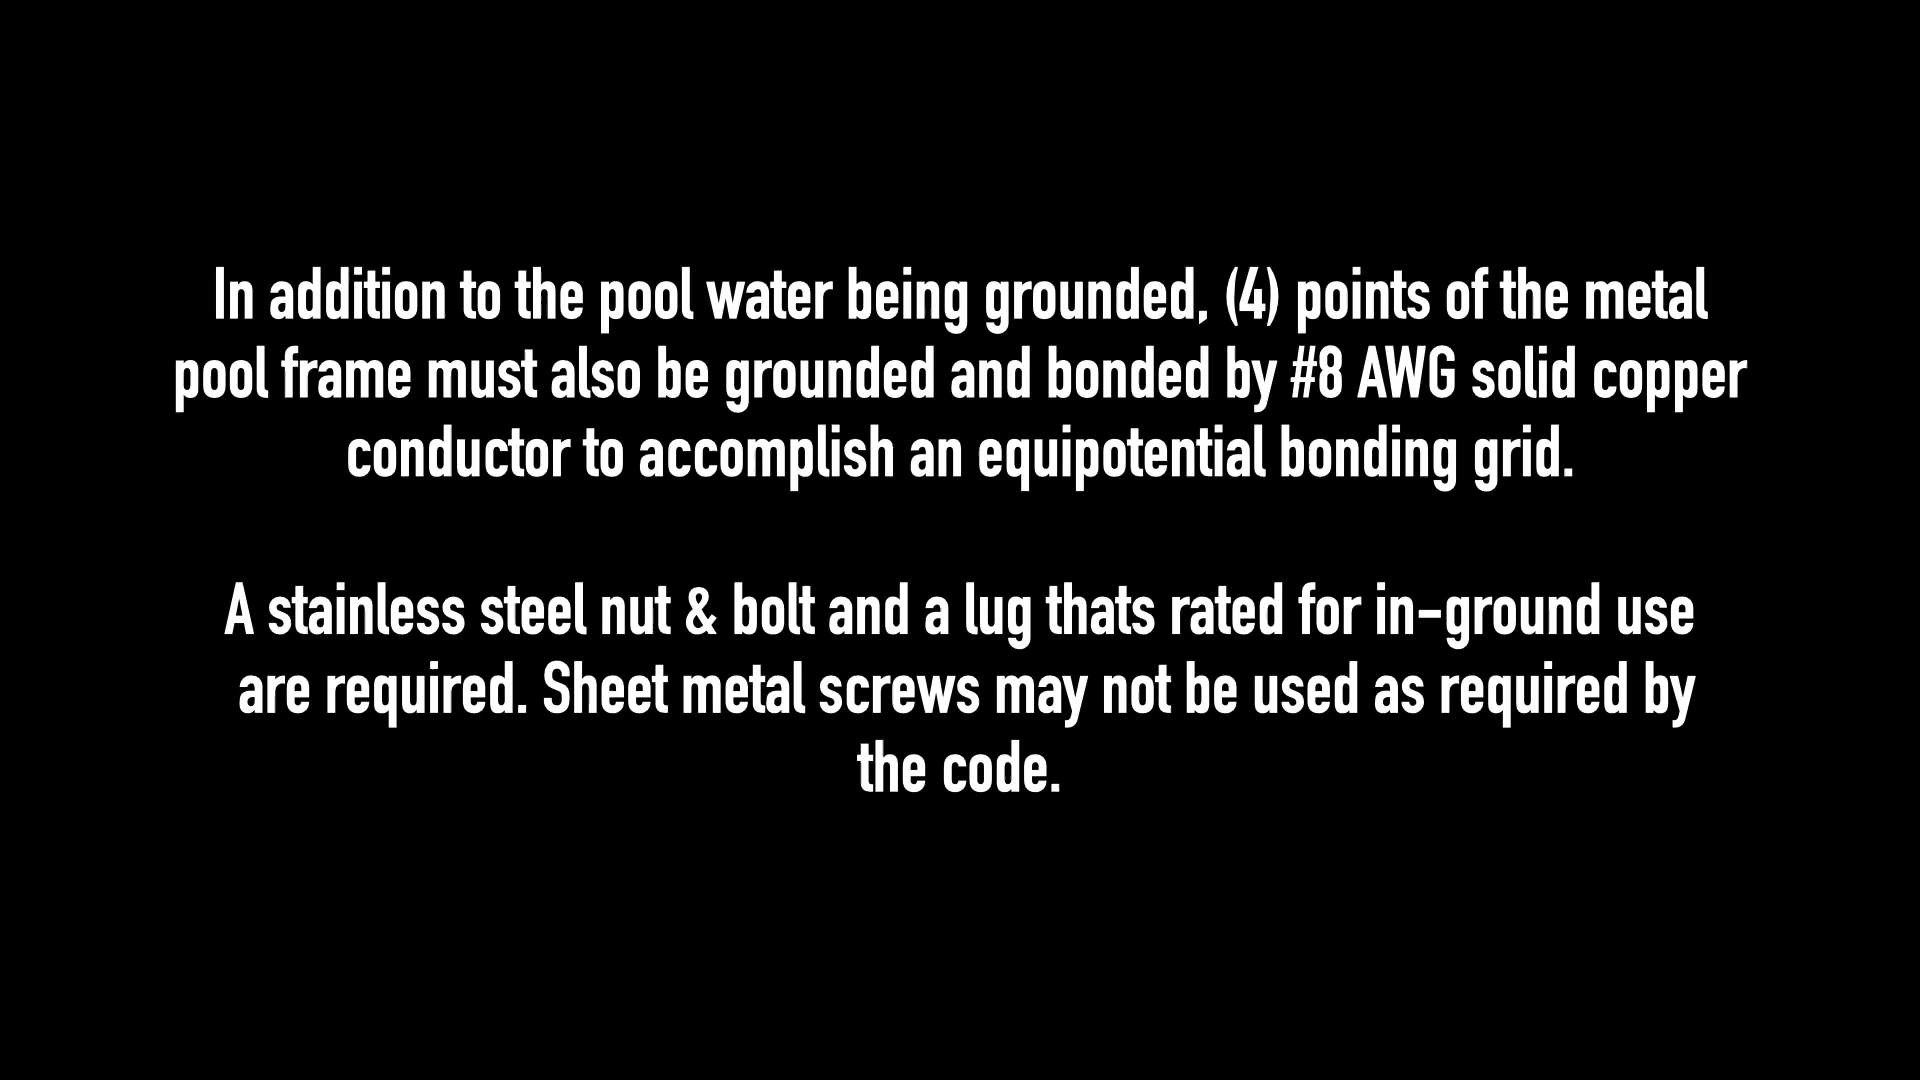 In addition to the pool water being grounded, (4) points of the metal
pool frame must also be grounded and bonded by #8 AWG solid copper
conductor to accomplish an equipotential bonding grid.
A stainless steel nut & bolt and a lug thats rated for in-ground use
are required. Sheet metal screws may not be used as required by
the code.